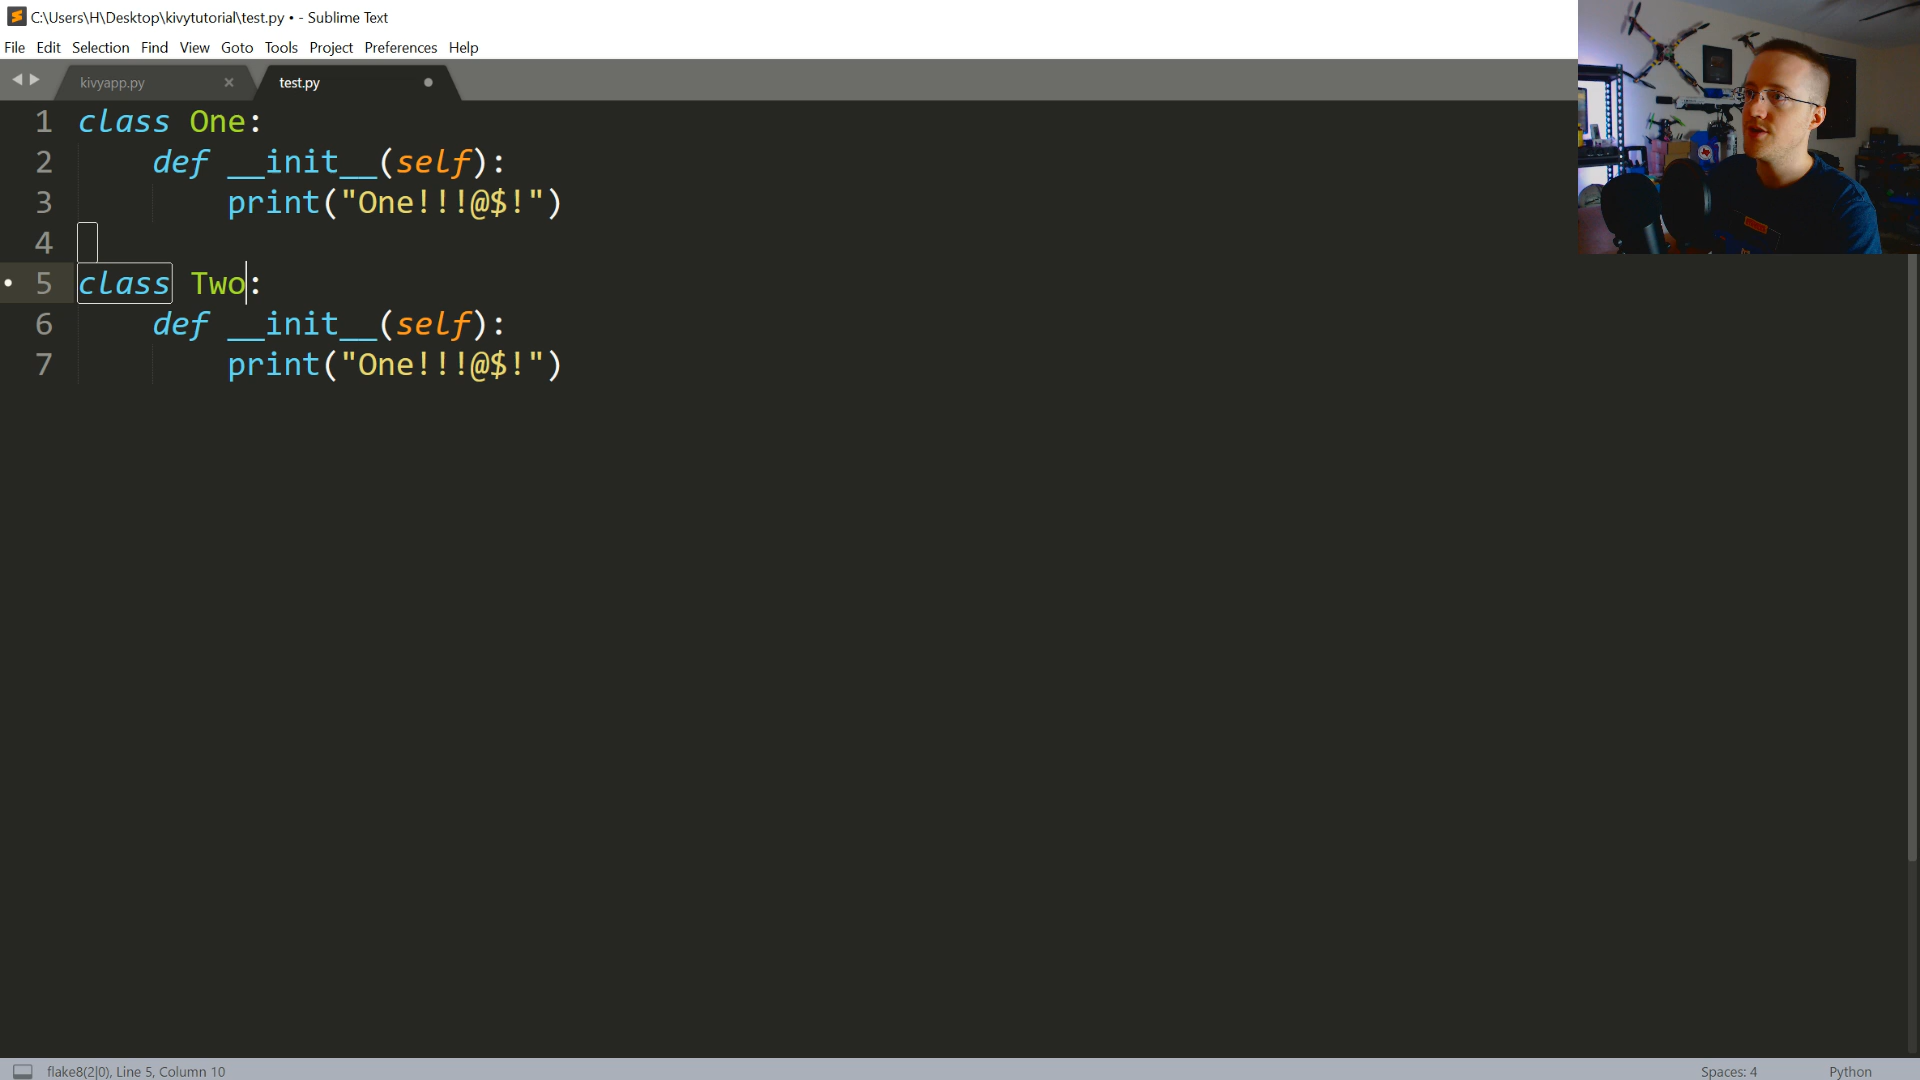 C:\Users\H\Desktop\kivytutorial\test.py • - Sublime Text
File Edit Selection Find View Goto Tools Project Preferences Help
kivyapp.py × test.py
1 class One:
2     def __init__(self):
3         print("One!!!@$!")
4
5 class Two:
6     def __init__(self):
7         print("One!!!@$!")
flake8(2|0), Line 5, Column 10 Spaces: 4 Python